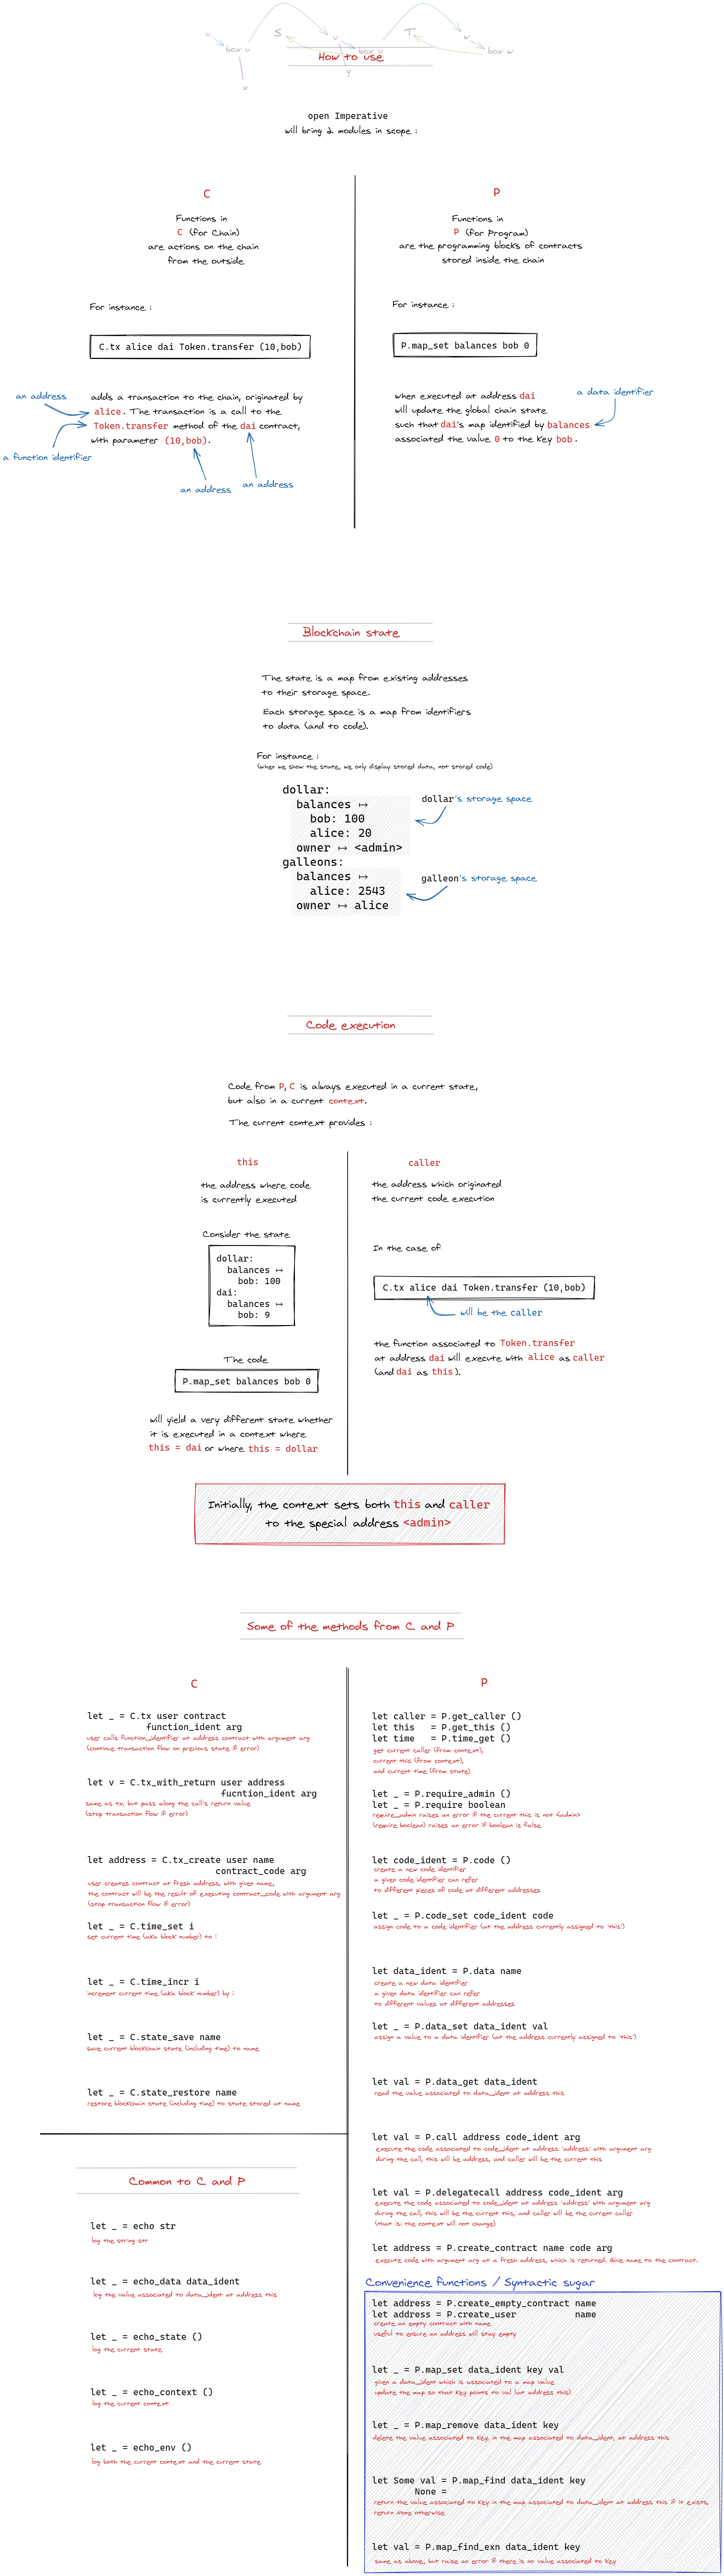 u
box u
x
S
v
box v
y
T
w
box w
How to use
open Imperative
will bring 2 modules in scope :
C
Functions in
C (for Chain)
are actions on the chain
from the outside
For instance :
C.tx alice dai Token.transfer (10,bob)
an address
adds a transaction to the chain, originated by
alice. The transaction is a call to the
Token.transfer method of the dai contract,
with parameter (10,bob).
a function identifier
an address
an address
P
Functions in
P (for Program)
are the programming blocks of contracts
stored inside the chain
For instance :
P.map_set balances bob 0
a data identifier
when executed at address dai
will update the global chain state
such that dai's map identified by balances
associated the value 0 to the key bob.
Blockchain state
The state is a map from existing addresses
to their storage space.
Each storage space is a map from identifiers
to data (and to code).
For instance :
(when we show the state, we only display stored data, not stored code)
dollar:
balances ↦
bob: 100
alice: 20
owner ↦ <admin>
galleons:
balances ↦
alice: 2543
owner ↦ alice
dollar's storage space
galleon's storage space
Code execution
Code from P, C is always executed in a current state,
but also in a current context.
The current context provides :
this
the address where code
is currently executed
Consider the state
dollar:
balances ↦
bob: 100
dai:
balances ↦
bob: 9
The code
P.map_set balances bob 0
will yield a very different state whether
it is executed in a context where
this = dai or where this = dollar
caller
the address which originated
the current code execution
In the case of
C.tx alice dai Token.transfer (10,bob)
will be the caller
the function associated to Token.transfer
at address dai will execute with alice as caller
(and dai as this).
Initially, the context sets both this and caller
to the special address <admin>
Some of the methods from C and P
C
let _ = C.tx user contract
function_ident arg
user calls function_identifier at address contract with argument arg
(continue transaction flow on previous state if error)
let v = C.tx_with_return user address
fucntion_ident arg
same as tx, but pass along the call's return value
(stop transaction flow if error)
let address = C.tx_create user name
contract_code arg
user creates contract at fresh address, with given name,
the contract will be the result of executing contract_code with argument arg
(stop transaction flow if error)
let _ = C.time_set i
set current time (aka block number) to i
let _ = C.time_incr i
increment current time (aka block number) by i
let _ = C.state_save name
save current blockchain state (including time) to name
let _ = C.state_restore name
restore blockchain state (including time) to state stored at name
Common to C and P
let _ = echo str
log the string str
let _ = echo_data data_ident
log the value associated to data_ident at address this
let _ = echo_state ()
log the current state
let _ = echo_context ()
log the current context
let _ = echo_env ()
log both the current context and the current state
P
let caller = P.get_caller ()
let this = P.get_this ()
let time = P.time_get ()
get current caller (from context),
current this (from context),
and current time (from state)
let _ = P.require_admin ()
let _ = P.require boolean
require_admin raises an error if the current this is not <admin>
(require boolean) raises an error if boolean is false
let code_ident = P.code ()
create a new code identifier
a given code identifier can refer
to different pieces of code at different addresses
let _ = P.code_set code_ident code
assign code to a code identifier (at the address currently assigned to 'this')
let data_ident = P.data name
create a new data identifier
a given data identifier can refer
to different values at different addresses
let _ = P.data_set data_ident val
assign a value to a data identifier (at the address currently assigned to 'this')
let val = P.data_get data_ident
read the value associated to data_ident at address this
let val = P.call address code_ident arg
execute the code associated to code_ident at address 'address' with argument arg
during the call, this will be address, and caller will be the current this
let val = P.delegatecall address code_ident arg
execute the code associated to code_ident at address 'address' with argument arg
during the call, this will be the current this, and caller will be the current caller
(that is: the context will not change)
let address = P.create_contract name code arg
execute code with argument arg at a fresh address, which is returned. Give name to the contract.
Convenience functions / Syntactic sugar
let address = P.create_empty_contract name
let address = P.create_user name
create an empty contract with name
useful to ensure an address will stay empty
let _ = P.map_set data_ident key val
given a data_ident which is associated to a map value
update the map so that key points to val (at address this)
let _ = P.map_remove data_ident key
delete the value associated to key, in the map associated to data_ident, at address this
let Some val = P.map_find data_ident key
None =
return the value associated to key in the map associated to data_ident at address this if it exists,
return None otherwise
let val = P.map_find_exn data_ident key
same as above, but raise an error if there is no value associated to key